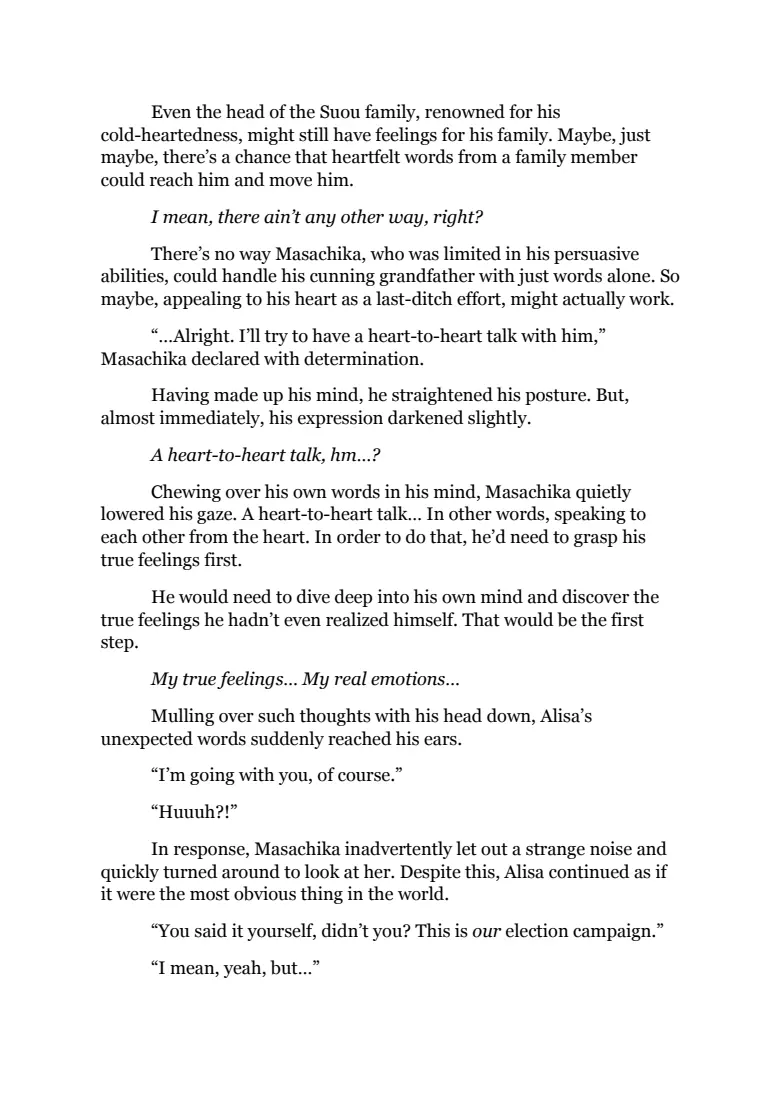 Even the head of the Suou family, renowned for his
cold-heartedness, might still have feelings for his family. Maybe, just
maybe, there’s a chance that heartfelt words from a family member
could reach him and move him.
I mean, there ain’t any other way, right?
There’s no way Masachika, who was limited in his persuasive
abilities, could handle his cunning grandfather with just words alone. So
maybe, appealing to his heart as a last-ditch effort, might actually work.
“…Alright. I’ll try to have a heart-to-heart talk with him,”
Masachika declared with determination.
Having made up his mind, he straightened his posture. But,
almost immediately, his expression darkened slightly.
A heart-to-heart talk, hm…?
Chewing over his own words in his mind, Masachika quietly
lowered his gaze. A heart-to-heart talk… In other words, speaking to
each other from the heart. In order to do that, he’d need to grasp his
true feelings first.
He would need to dive deep into his own mind and discover the
true feelings he hadn’t even realized himself. That would be the first
step.
My true feelings… My real emotions…
Mulling over such thoughts with his head down, Alisa’s
unexpected words suddenly reached his ears.
“I’m going with you, of course.”
“Huuuh?!”
In response, Masachika inadvertently let out a strange noise and
quickly turned around to look at her. Despite this, Alisa continued as if
it were the most obvious thing in the world.
“You said it yourself, didn’t you? This is our election campaign.”
“I mean, yeah, but…”